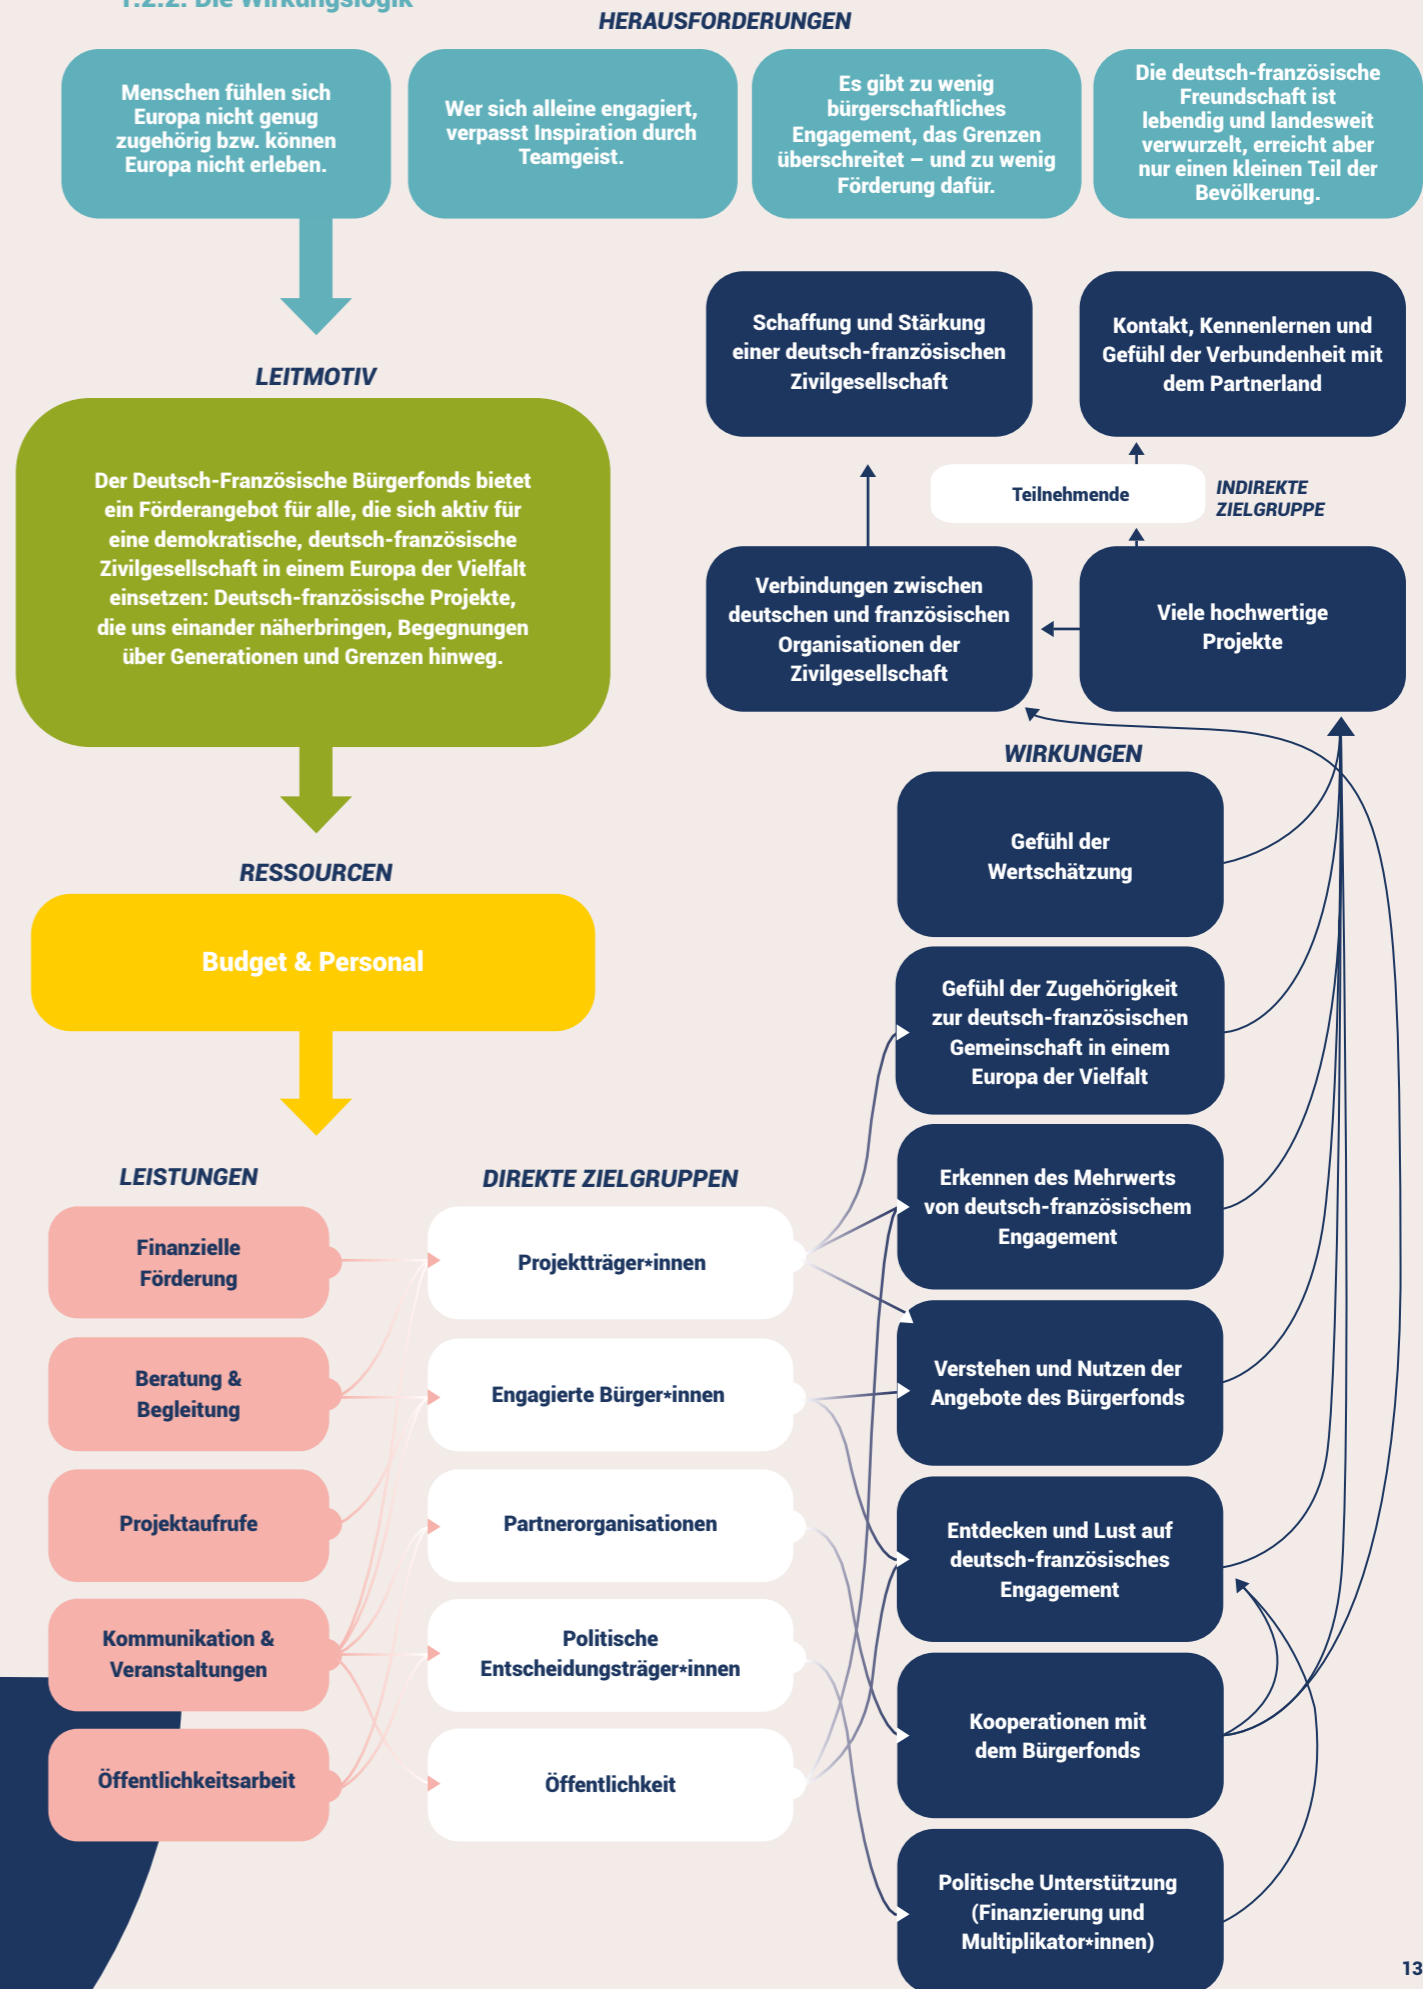 1.2.2. Die Wirkungslogik
HERAUSFORDERUNGEN
Menschen fühlen sich
Europa nicht genug
zugehörig bzw. können
Europa nicht erleben.
Wer sich alleine engagiert,
verpasst Inspiration durch
Teamgeist.
Es gibt zu wenig
bürgerschaftliches
Engagement, das Grenzen
überschreitet – und zu wenig
Förderung dafür.
Die deutsch-französische
Freundschaft ist
lebendig und landesweit
verwurzelt, erreicht aber
nur einen kleinen Teil der
Bevölkerung.
LEITMOTIV
Der Deutsch-Französische Bürgerfonds bietet
ein Förderangebot für alle, die sich aktiv für
eine demokratische, deutsch-französische
Zivilgesellschaft in einem Europa der Vielfalt
einsetzen: Deutsch-französische Projekte,
die uns einander näherbringen, Begegnungen
über Generationen und Grenzen hinweg.
Schaffung und Stärkung
einer deutsch-französischen
Zivilgesellschaft
Kontakt, Kennenlernen und
Gefühl der Verbundenheit mit
dem Partnerland
Teilnehmende
INDIREKTE
ZIELGRUPPE
Verbindungen zwischen
deutschen und französischen
Organisationen der
Zivilgesellschaft
Viele hochwertige
Projekte
RESSOURCEN
Budget & Personal
LEISTUNGEN
Finanzielle
Förderung
Beratung &
Begleitung
Projektaufrufe
Kommunikation &
Veranstaltungen
Öffentlichkeitsarbeit
DIREKTE ZIELGRUPPEN
Projektträger*innen
Engagierte Bürger*innen
Partnerorganisationen
Politische
Entscheidungsträger*innen
Öffentlichkeit
WIRKUNGEN
Gefühl der
Wertschätzung
Gefühl der Zugehörigkeit
zur deutsch-französischen
Gemeinschaft in einem
Europa der Vielfalt
Erkennen des Mehrwerts
von deutsch-französischem
Engagement
Verstehen und Nutzen der
Angebote des Bürgerfonds
Entdecken und Lust auf
deutsch-französisches
Engagement
Kooperationen mit
dem Bürgerfonds
Politische Unterstützung
(Finanzierung und
Multiplikator*innen)
13